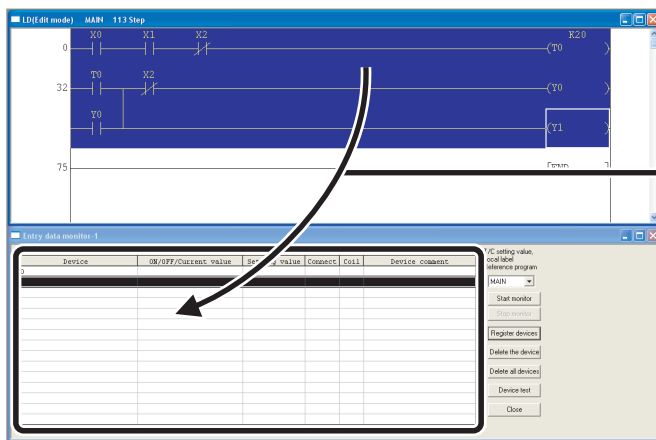 LD(Edit mode) MAIN 113 Step
X0 X1 X2 K20
0 (T0 )
T0 X2
32 (Y0 )
Y0
(Y1 )
75
Entry data monitor-1
Device ON/OFF/Current value value Connect Coil Device comment
T/C setting value,
local label
reference program
MAIN
Start monitor
Stop monitor
Register devices
Delete the device
Delete all devices
Device test
Close